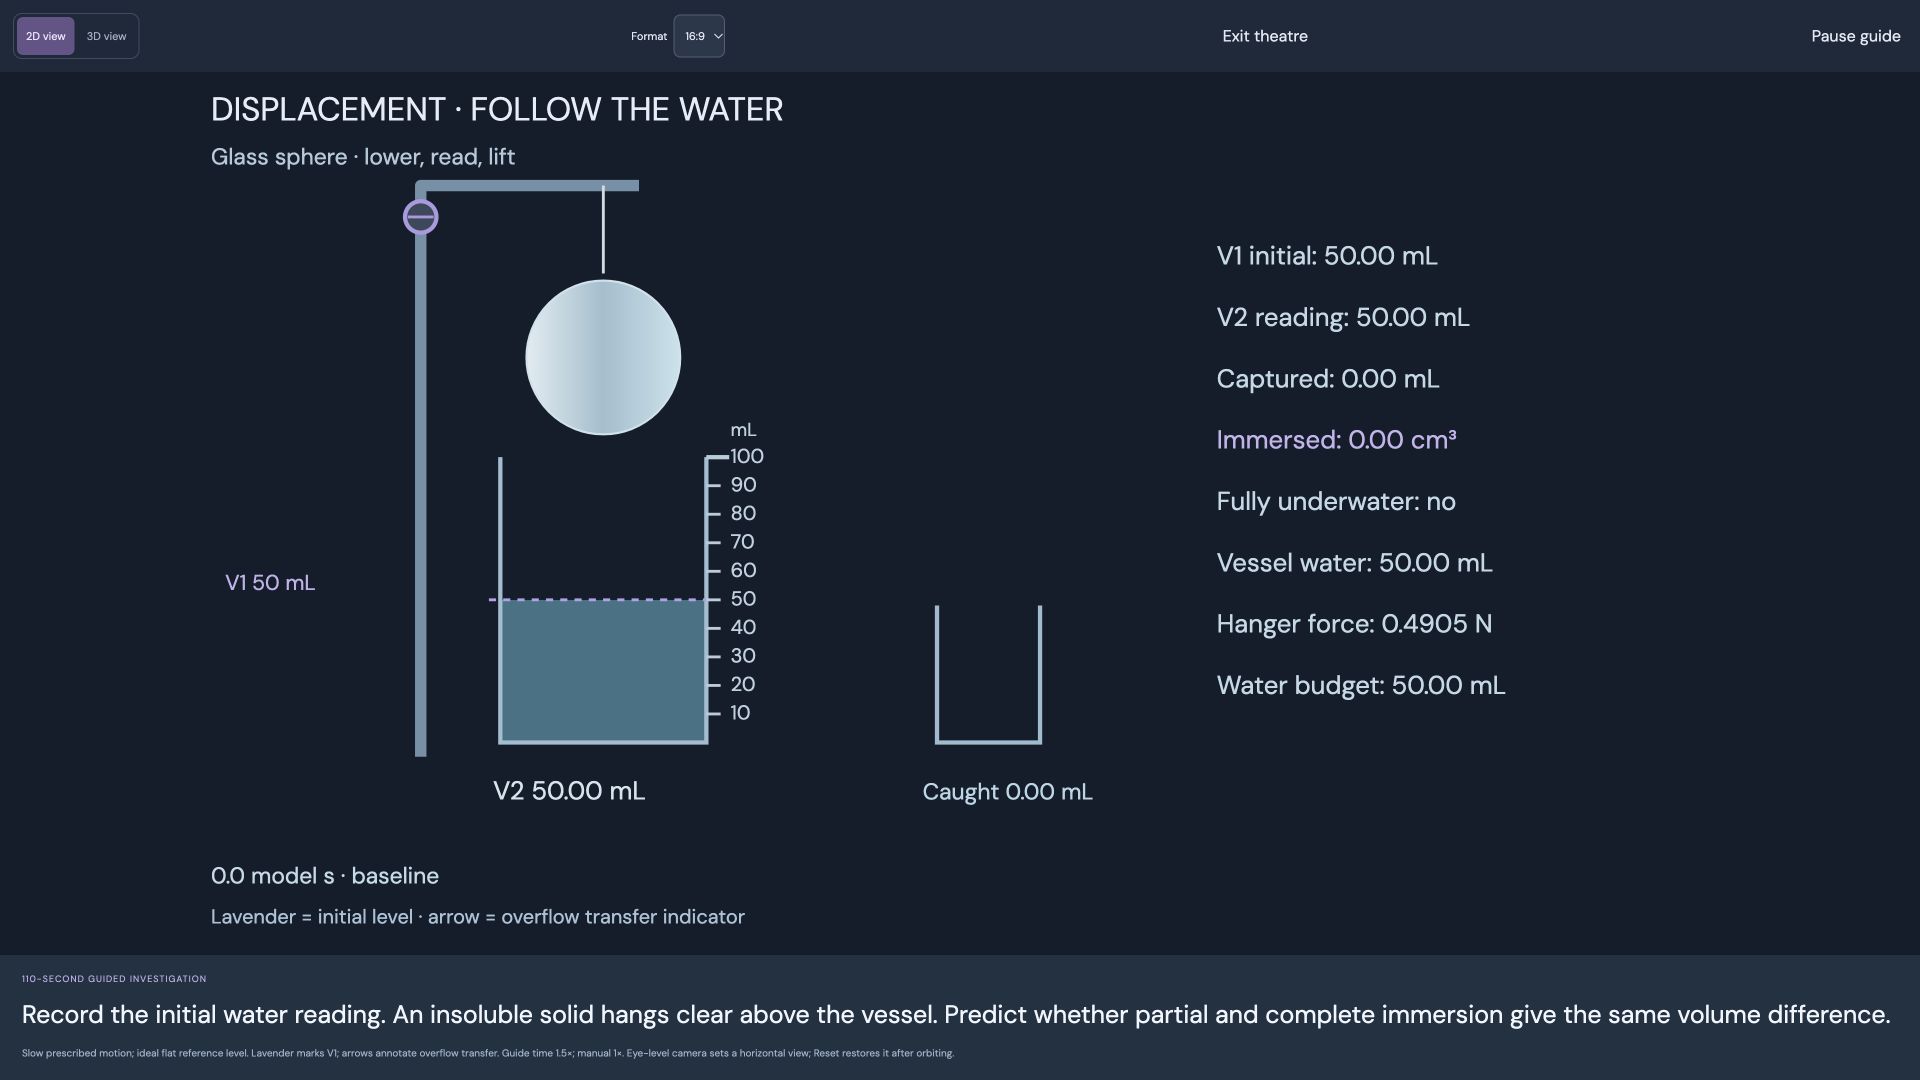 2D view
3D view
Format
16:9
Exit theatre
Pause guide
DISPLACEMENT · FOLLOW THE WATER
Glass sphere · lower, read, lift
V1 initial: 50.00 mL
V2 reading: 50.00 mL
Captured: 0.00 mL
Immersed: 0.00 cm³
Fully underwater: no
Vessel water: 50.00 mL
Hanger force: 0.4905 N
Water budget: 50.00 mL
mL
100
90
80
70
60
50
40
30
20
10
V1 50 mL
V2 50.00 mL
Caught 0.00 mL
0.0 model s · baseline
Lavender = initial level · arrow = overflow transfer indicator
110-SECOND GUIDED INVESTIGATION
Record the initial water reading. An insoluble solid hangs clear above the vessel. Predict whether partial and complete immersion give the same volume difference.
Slow prescribed motion; ideal flat reference level. Lavender marks V1; arrows annotate overflow transfer. Guide time 1.5×; manual 1×. Eye-level camera sets a horizontal view; Reset restores it after orbiting.